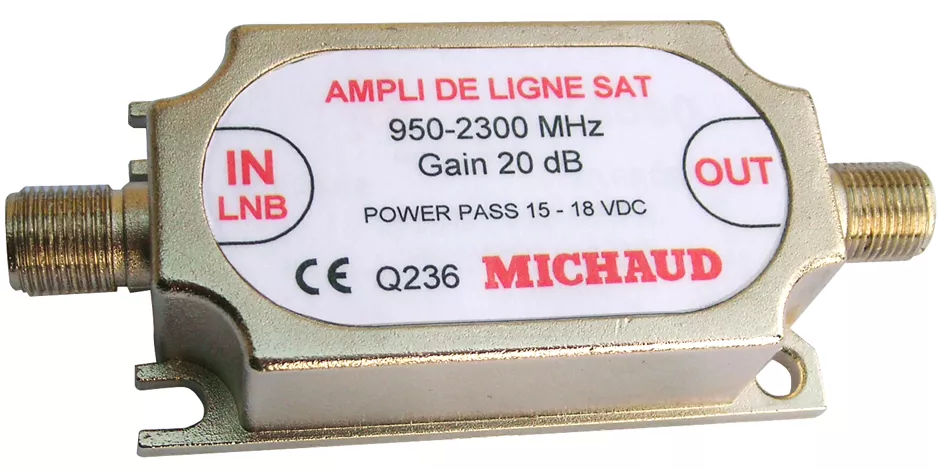 AMPLI DE LIGNE SAT
950-2300 MHz
Gain 20 dB
IN
LNB
OUT
POWER PASS 15 - 18 VDC
CE Q236 MICHAUD